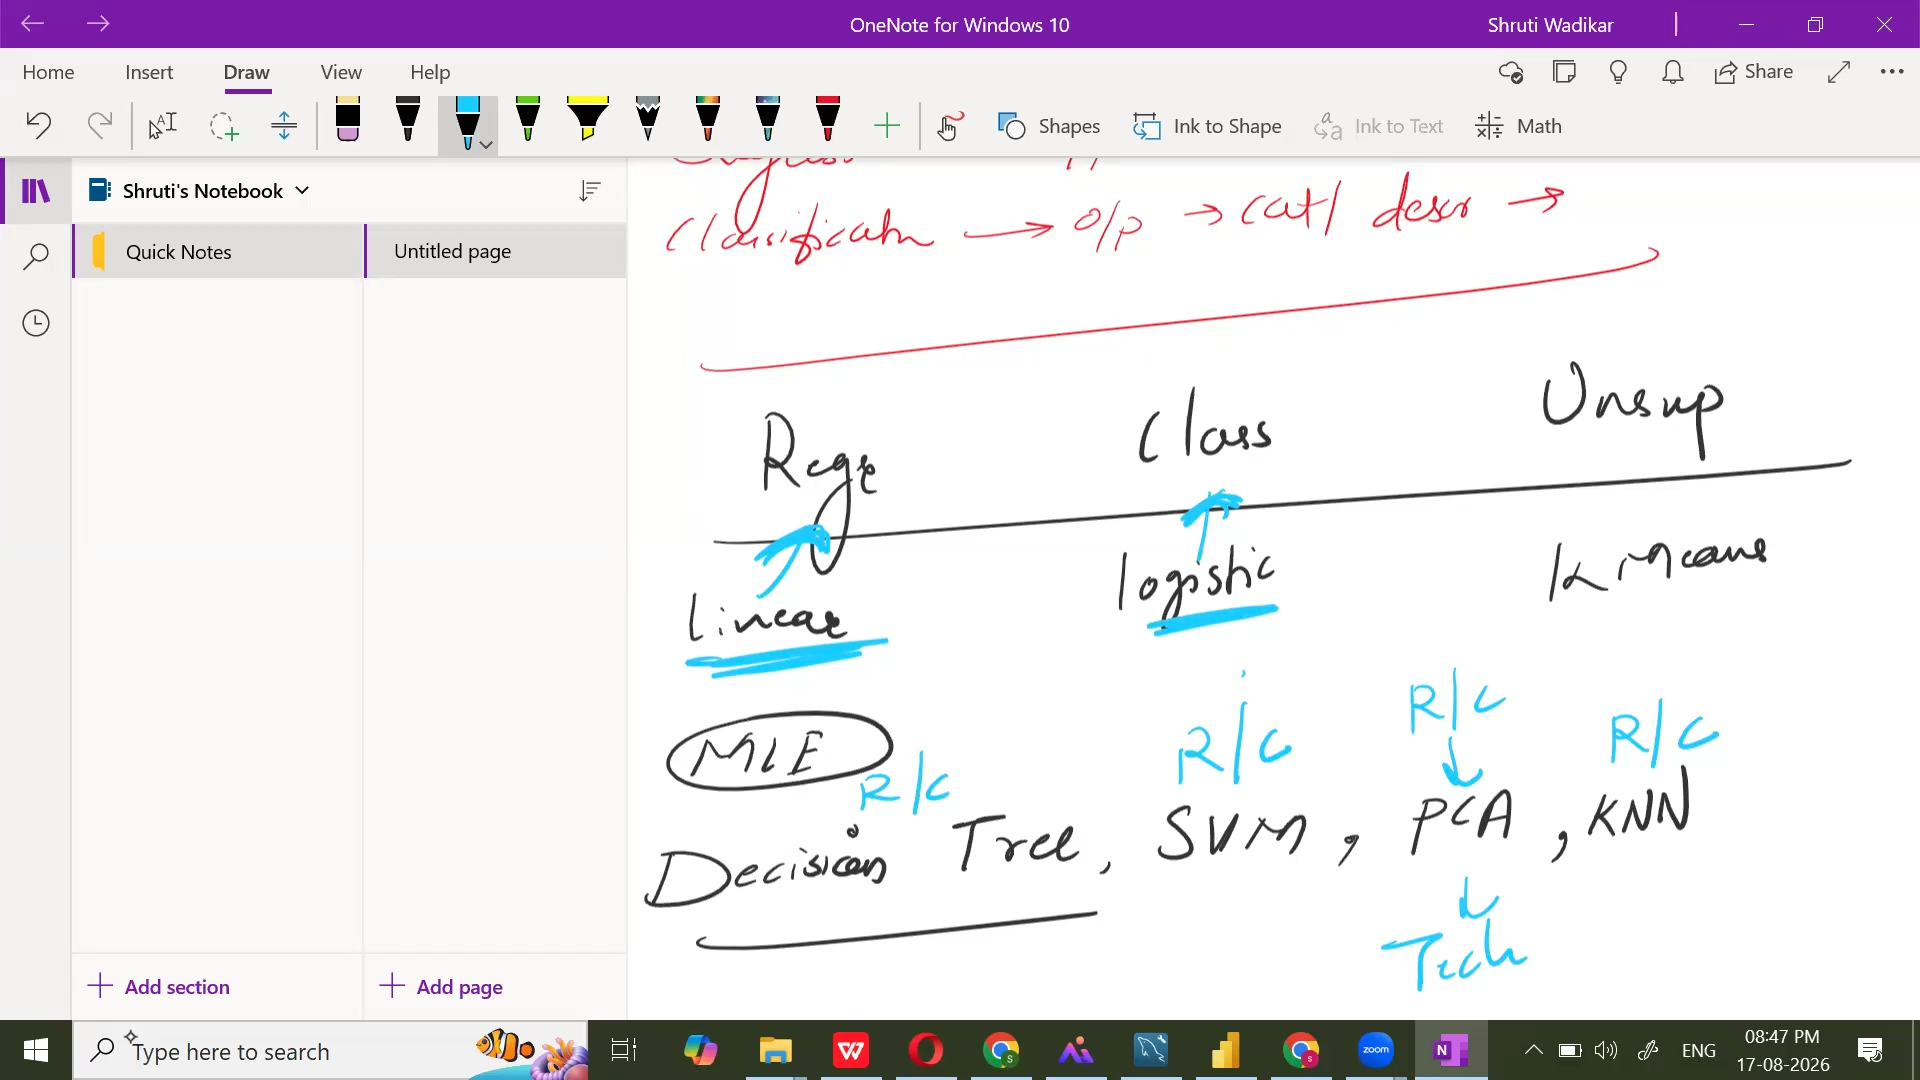 OneNote for Windows 10
Shruti Wadikar
Home Insert Draw View Help
Share
Shapes Ink to Shape Ink to Text Math
Shruti's Notebook
Quick Notes
Untitled page
Classificatn → O/P → cat/ descr →
Regr Class Unsup
Linear logistic K Means
MLE
R/C R/C R/C R/C
Decision Tree, SVM, PCA, KNN
Tech
Add section
Add page
Type here to search
zoom
ENG
08:47 PM
17-08-2026